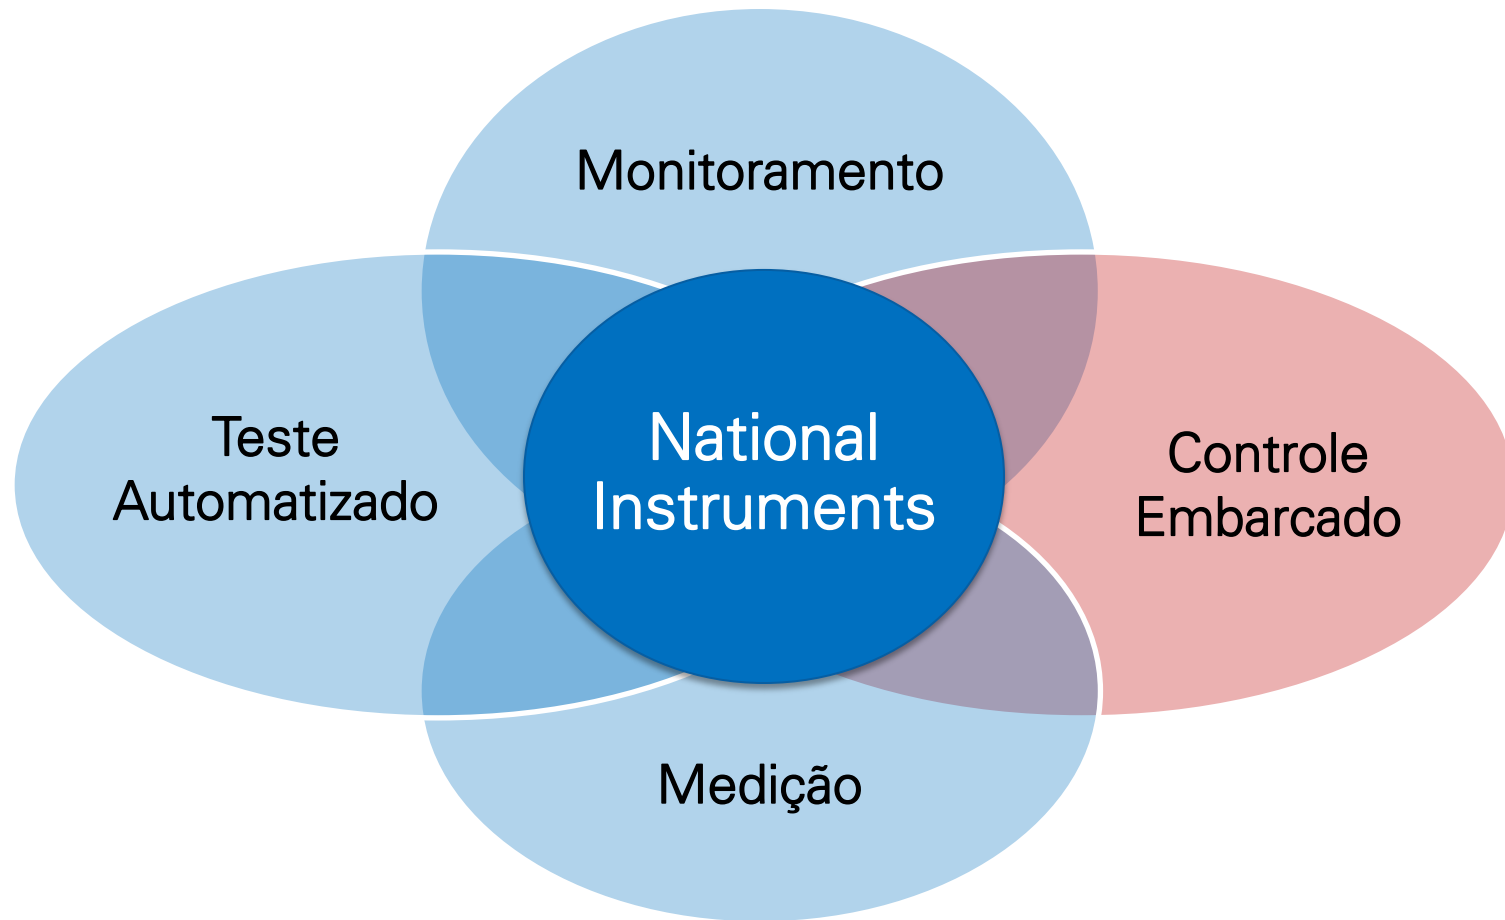 Monitoramento
Teste
Automatizado
National
Instruments
Controle
Embarcado
Medição